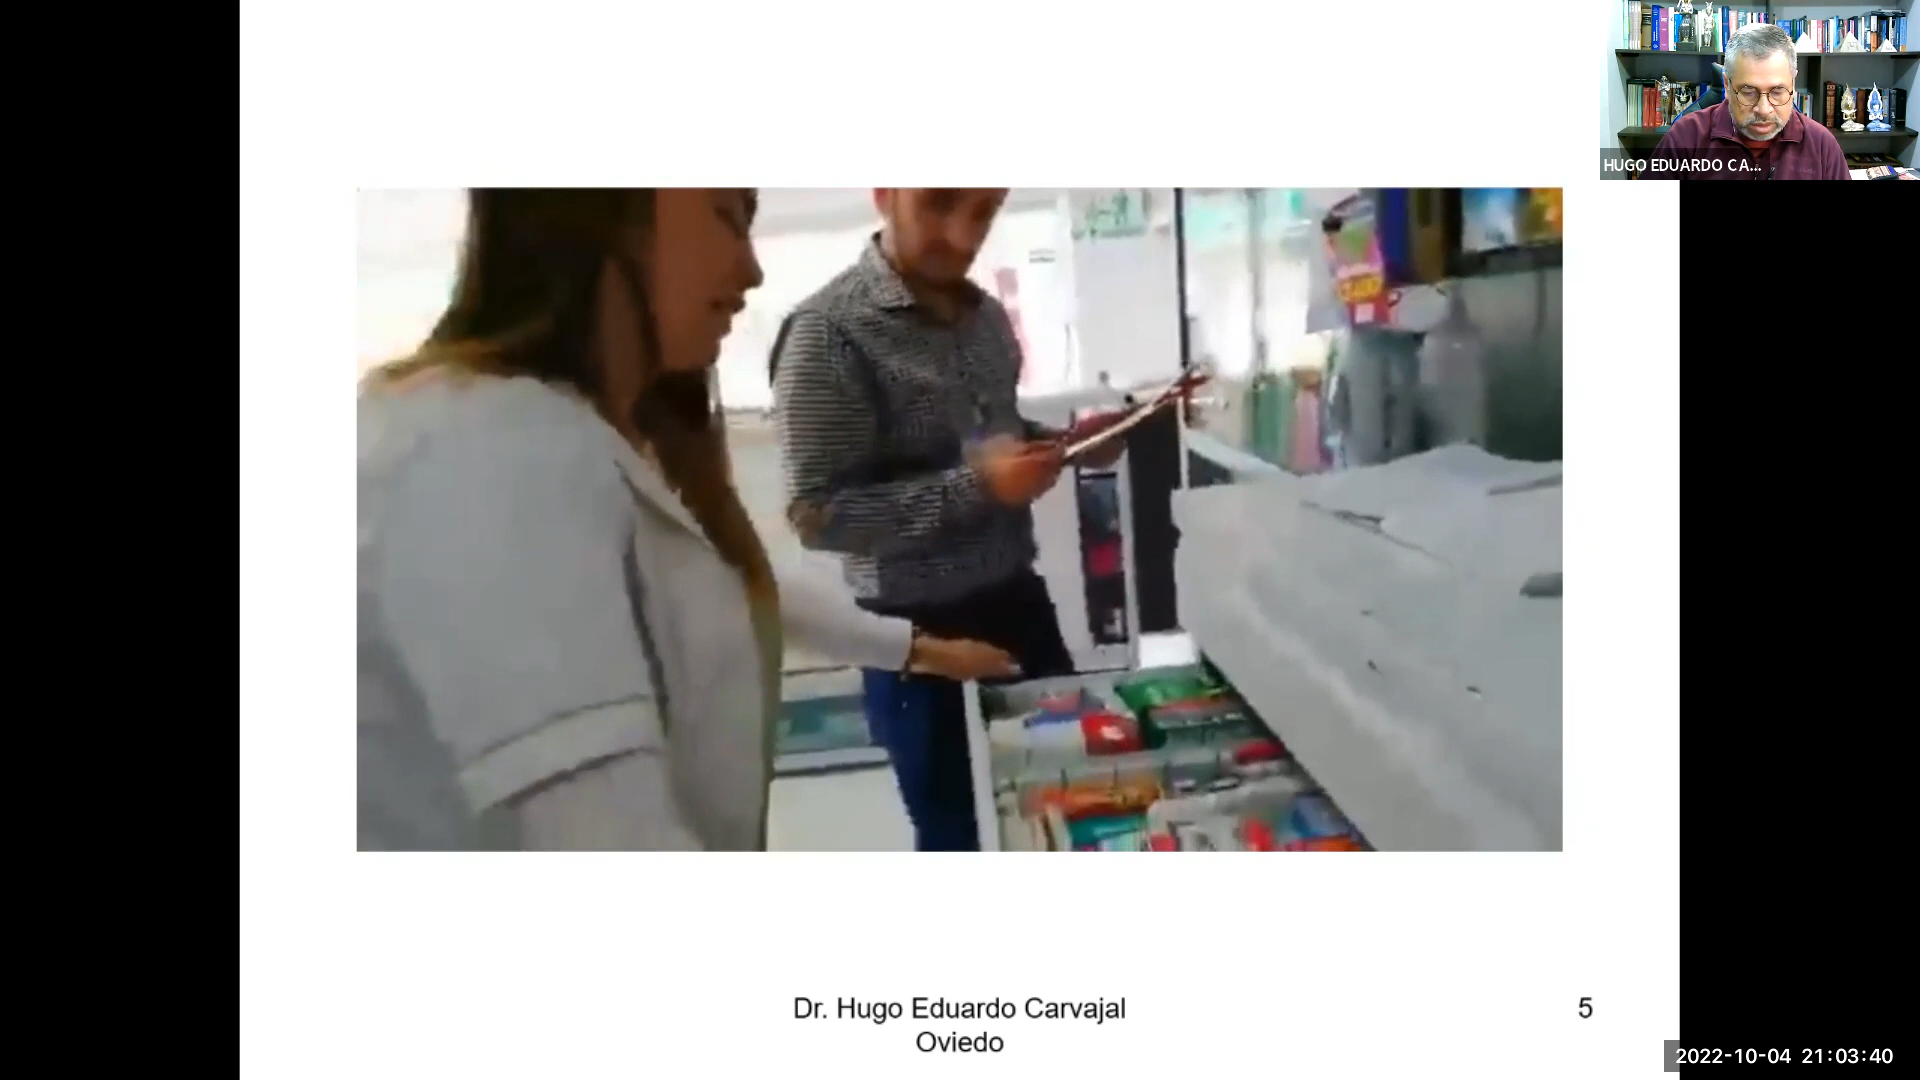 HUGO EDUARDO CA...
Dr. Hugo Eduardo Carvajal
Oviedo
5
2022-10-04 21:03:40